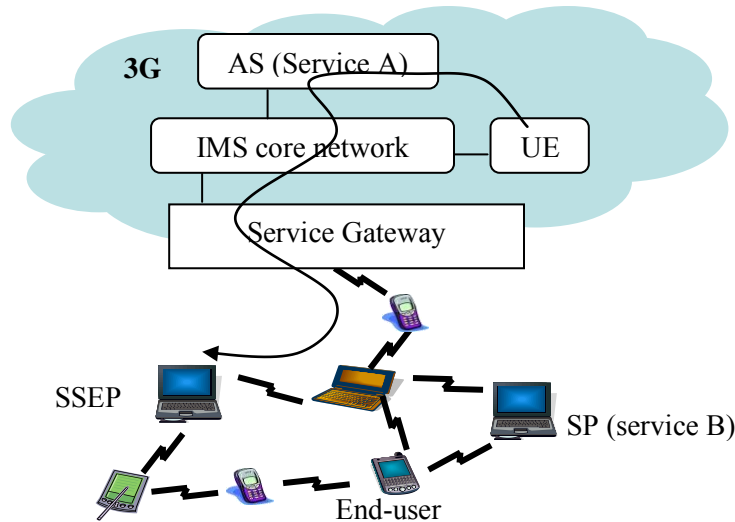 3G
AS (Service A)
IMS core network
UE
Service Gateway
SSEP
SP (service B)
End-user